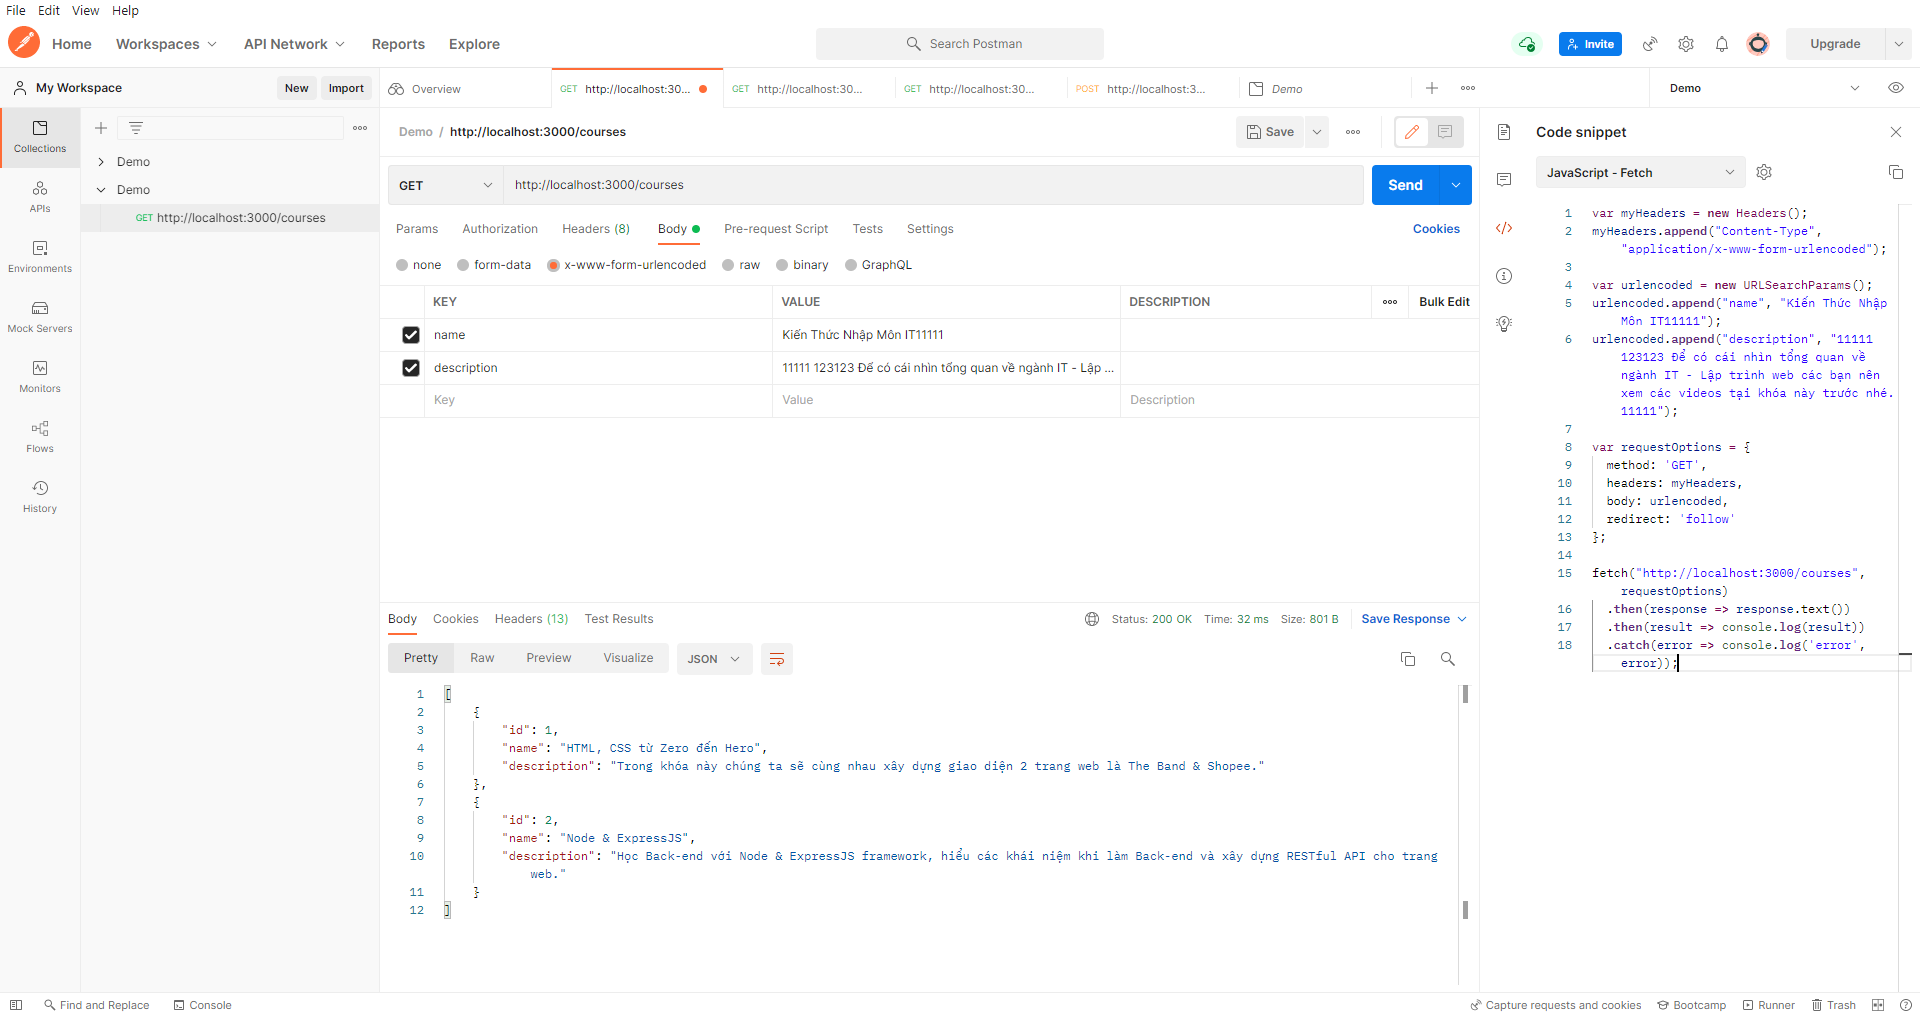 File Edit View Help
Home Workspaces API Network Reports Explore
Search Postman
Invite
Upgrade
My Workspace
New Import
Overview
GET http://localhost:30...
GET http://localhost:30...
GET http://localhost:30...
POST http://localhost:3...
Demo
Demo
Collections
APIs
Environments
Mock Servers
Monitors
Flows
History
Demo
Demo
GET http://localhost:3000/courses
Demo / http://localhost:3000/courses
Save
GET http://localhost:3000/courses
Send
Params Authorization Headers (8) Body Pre-request Script Tests Settings
Cookies
none form-data x-www-form-urlencoded raw binary GraphQL
KEY VALUE DESCRIPTION Bulk Edit
name Kiến Thức Nhập Môn IT11111
description 11111 123123 Để có cái nhìn tổng quan về ngành IT - Lập ...
Key Value Description
Body Cookies Headers (13) Test Results
Status: 200 OK Time: 32 ms Size: 801 B Save Response
Pretty Raw Preview Visualize JSON
1 [
2 {
3 "id": 1,
4 "name": "HTML, CSS từ Zero đến Hero",
5 "description": "Trong khóa này chúng ta sẽ cùng nhau xây dựng giao diện 2 trang web là The Band & Shopee."
6 },
7 {
8 "id": 2,
9 "name": "Node & ExpressJS",
10 "description": "Học Back-end với Node & ExpressJS framework, hiểu các khái niệm khi làm Back-end và xây dựng RESTful API cho trang
web."
11 }
12 ]
Code snippet
JavaScript - Fetch
1 var myHeaders = new Headers();
2 myHeaders.append("Content-Type",
"application/x-www-form-urlencoded");
3
4 var urlencoded = new URLSearchParams();
5 urlencoded.append("name", "Kiến Thức Nhập
Môn IT11111");
6 urlencoded.append("description", "11111
123123 Để có cái nhìn tổng quan về
ngành IT - Lập trình web các bạn nên
xem các videos tại khóa này trước nhé.
11111");
7
8 var requestOptions = {
9 method: 'GET',
10 headers: myHeaders,
11 body: urlencoded,
12 redirect: 'follow'
13 };
14
15 fetch("http://localhost:3000/courses",
requestOptions)
16 .then(response => response.text())
17 .then(result => console.log(result))
18 .catch(error => console.log('error',
error));
Find and Replace Console
Capture requests and cookies Bootcamp Runner Trash